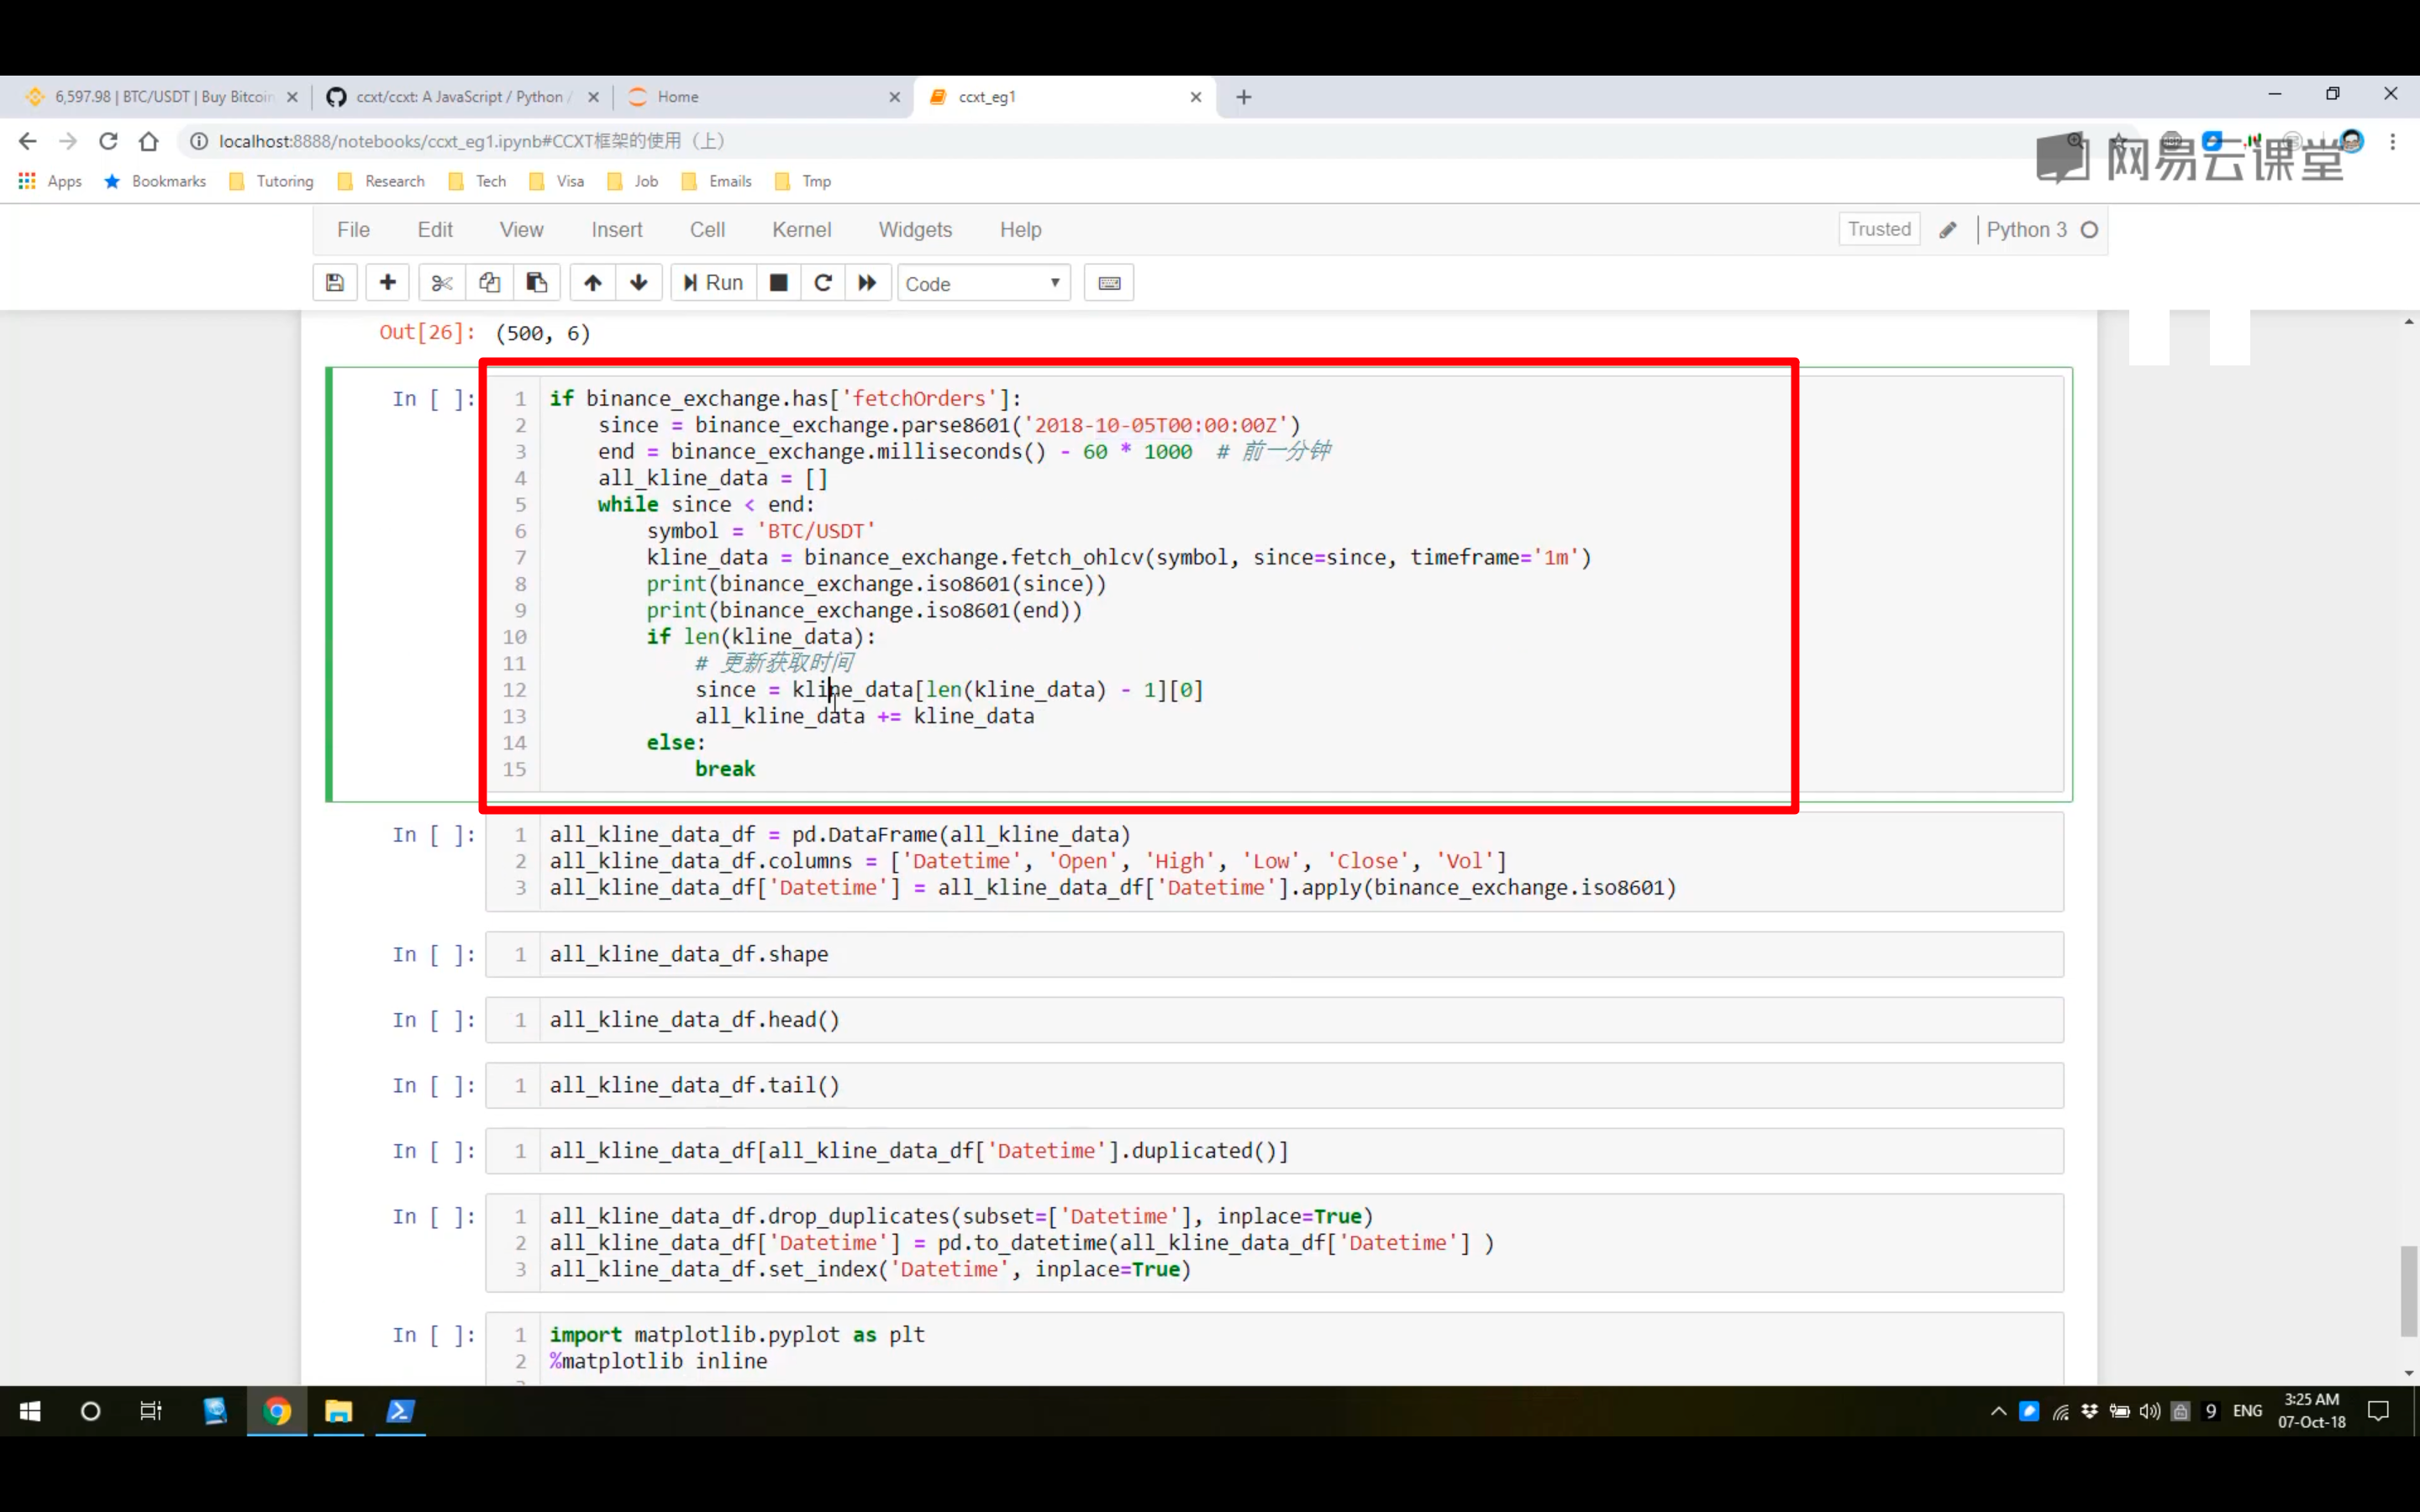 6,597.98 | BTC/USDT | Buy Bitcoin
ccxt/ccxt: A JavaScript / Python /
Home
ccxt_eg1
localhost:8888/notebooks/ccxt_eg1.ipynb#CCXT框架的使用（上）
网易云课堂
Apps Bookmarks Tutoring Research Tech Visa Job Emails Tmp
File Edit View Insert Cell Kernel Widgets Help
Trusted Python 3
Run Code
Out[26]: (500, 6)
In [ ]:
1 if binance_exchange.has['fetchOrders']:
2 since = binance_exchange.parse8601('2018-10-05T00:00:00Z')
3 end = binance_exchange.milliseconds() - 60 * 1000 # 前一分钟
4 all_kline_data = []
5 while since < end:
6 symbol = 'BTC/USDT'
7 kline_data = binance_exchange.fetch_ohlcv(symbol, since=since, timeframe='1m')
8 print(binance_exchange.iso8601(since))
9 print(binance_exchange.iso8601(end))
10 if len(kline_data):
11 # 更新获取时间
12 since = kline_data[len(kline_data) - 1][0]
13 all_kline_data += kline_data
14 else:
15 break
In [ ]:
1 all_kline_data_df = pd.DataFrame(all_kline_data)
2 all_kline_data_df.columns = ['Datetime', 'Open', 'High', 'Low', 'Close', 'Vol']
3 all_kline_data_df['Datetime'] = all_kline_data_df['Datetime'].apply(binance_exchange.iso8601)
In [ ]: 1 all_kline_data_df.shape
In [ ]: 1 all_kline_data_df.head()
In [ ]: 1 all_kline_data_df.tail()
In [ ]: 1 all_kline_data_df[all_kline_data_df['Datetime'].duplicated()]
In [ ]:
1 all_kline_data_df.drop_duplicates(subset=['Datetime'], inplace=True)
2 all_kline_data_df['Datetime'] = pd.to_datetime(all_kline_data_df['Datetime'] )
3 all_kline_data_df.set_index('Datetime', inplace=True)
In [ ]:
1 import matplotlib.pyplot as plt
2 %matplotlib inline
9 ENG
3:25 AM
07-Oct-18